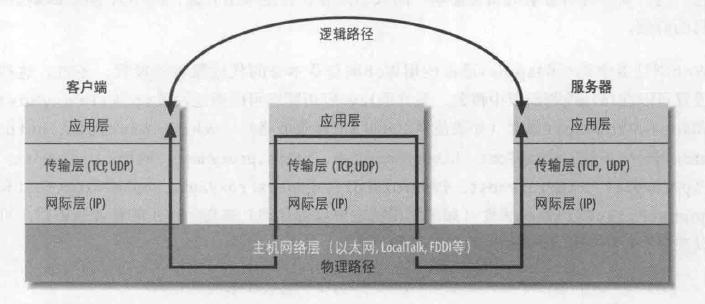 逻辑路径
客户端
服务器
应用层
应用层
应用层
传输层 (TCP, UDP)
传输层 (TCP, UDP)
传输层 (TCP, UDP)
网际层 (IP)
网际层 (IP)
网际层 (IP)
主机网络层（以太网, LocalTalk, FDDI等）
物理路径